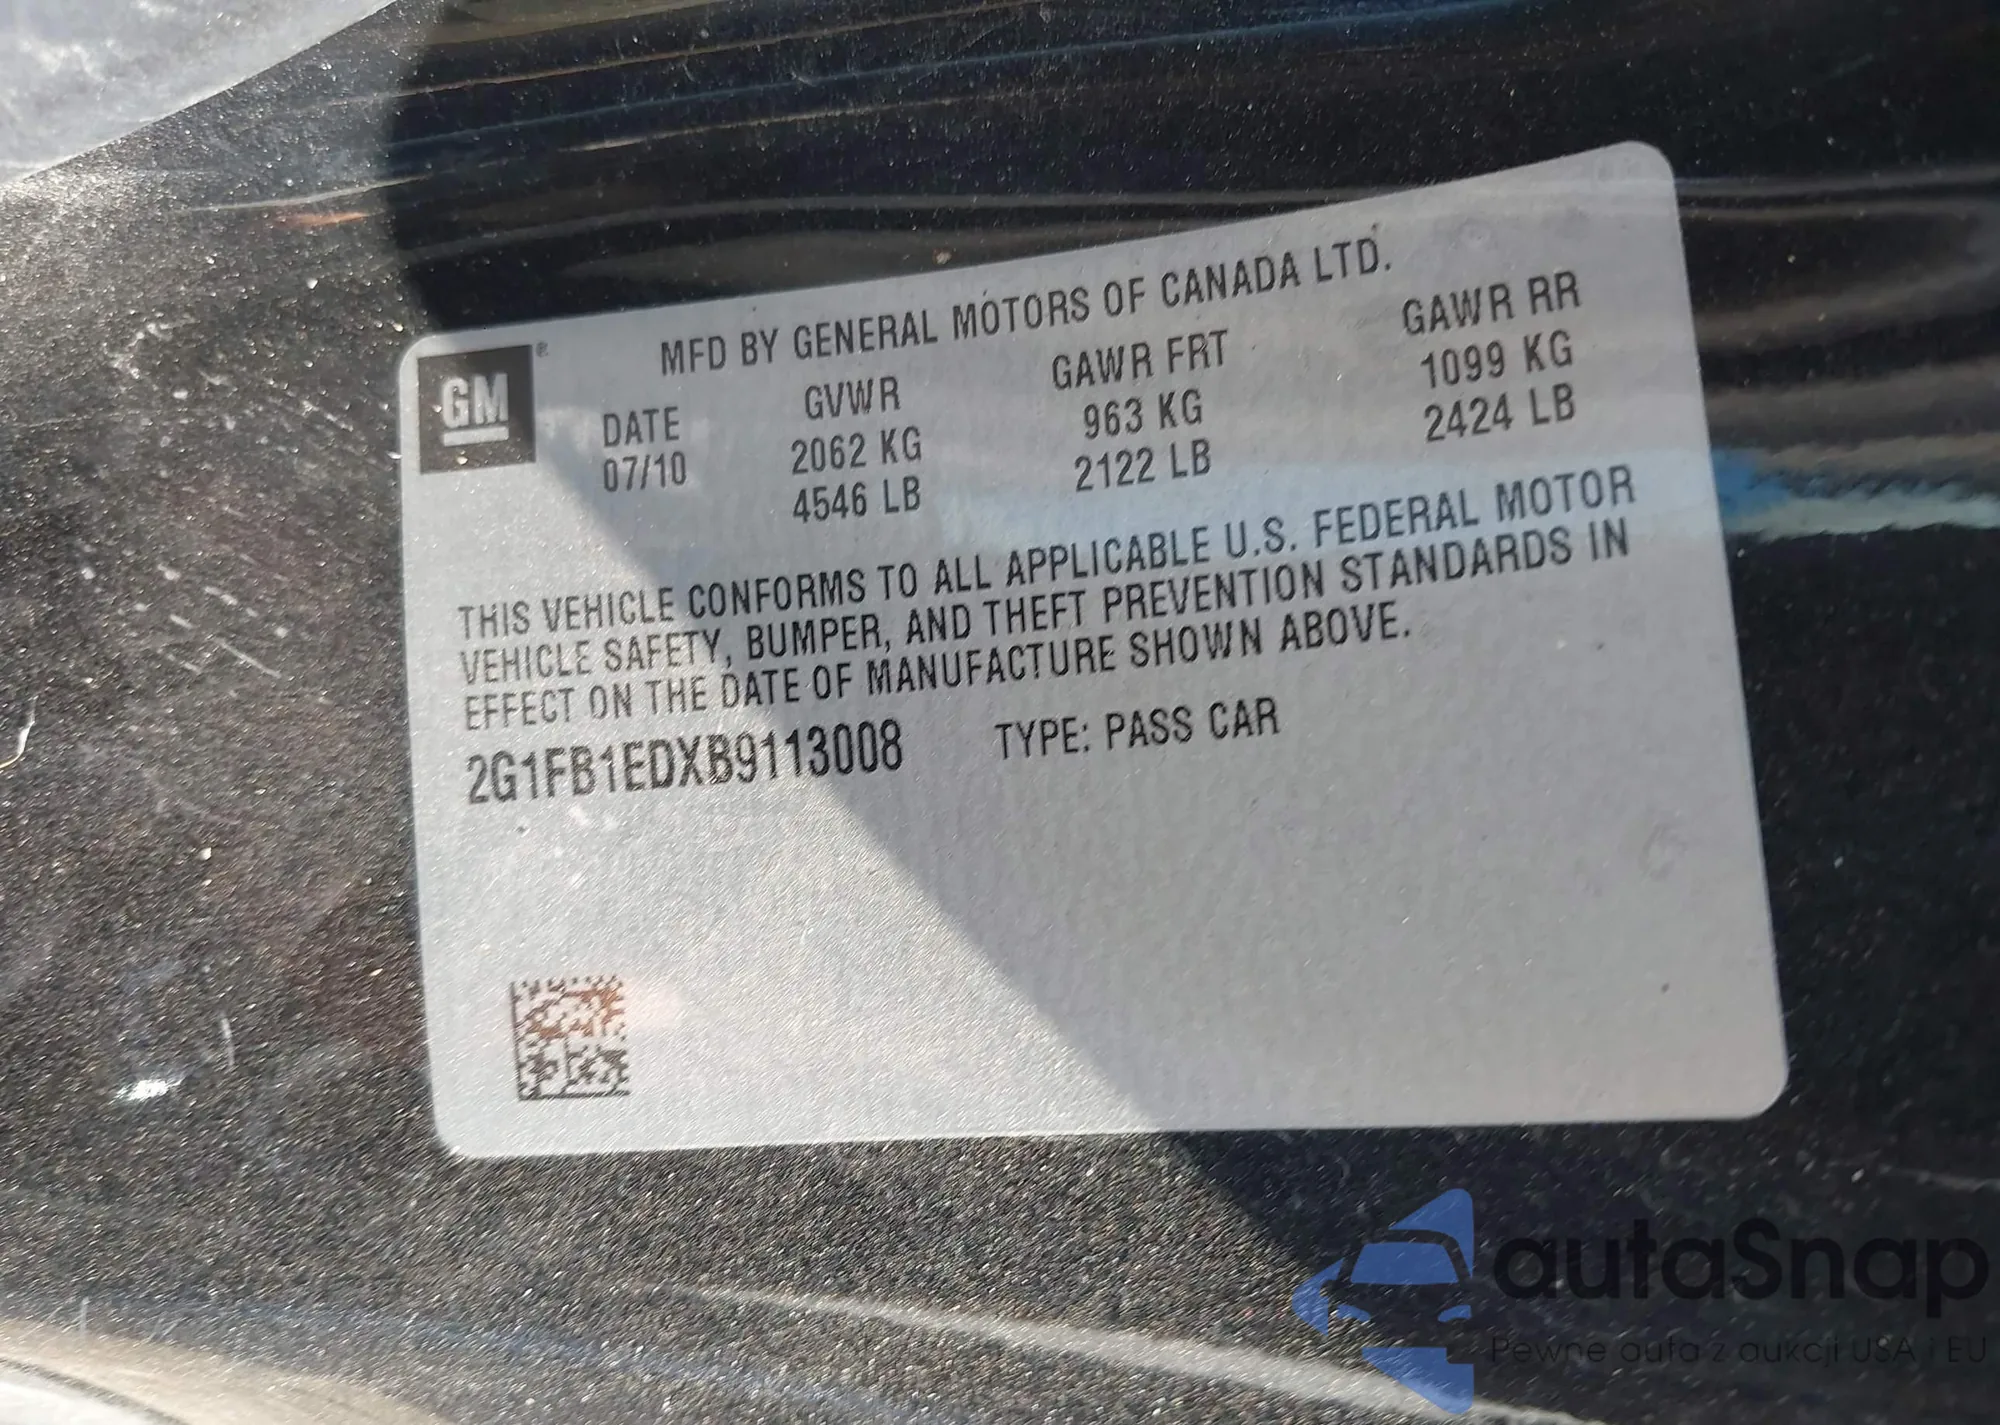 GM®
MFD BY GENERAL MOTORS OF CANADA LTD.
DATE GVWR GAWR FRT GAWR RR
07/10 2062 KG 963 KG 1099 KG
4546 LB 2122 LB 2424 LB
THIS VEHICLE CONFORMS TO ALL APPLICABLE U.S. FEDERAL MOTOR
VEHICLE SAFETY, BUMPER, AND THEFT PREVENTION STANDARDS IN
EFFECT ON THE DATE OF MANUFACTURE SHOWN ABOVE.
2G1FB1EDXB9113008 TYPE: PASS CAR
autaSnap
Pewne auta z aukcji USA i EU